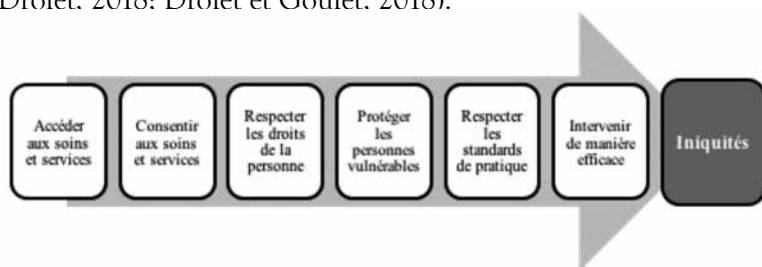 Drolet, 2018; Drolet et Goulet, 2018).
Accéder
aux soins
et services
Consentir
aux soins
et services
Respecter
les droits
de la
personne
Protéger
les
personnes
vulnérables
Respecter
les
standards
de pratique
Intervenir
de manière
efficace
Iniquités